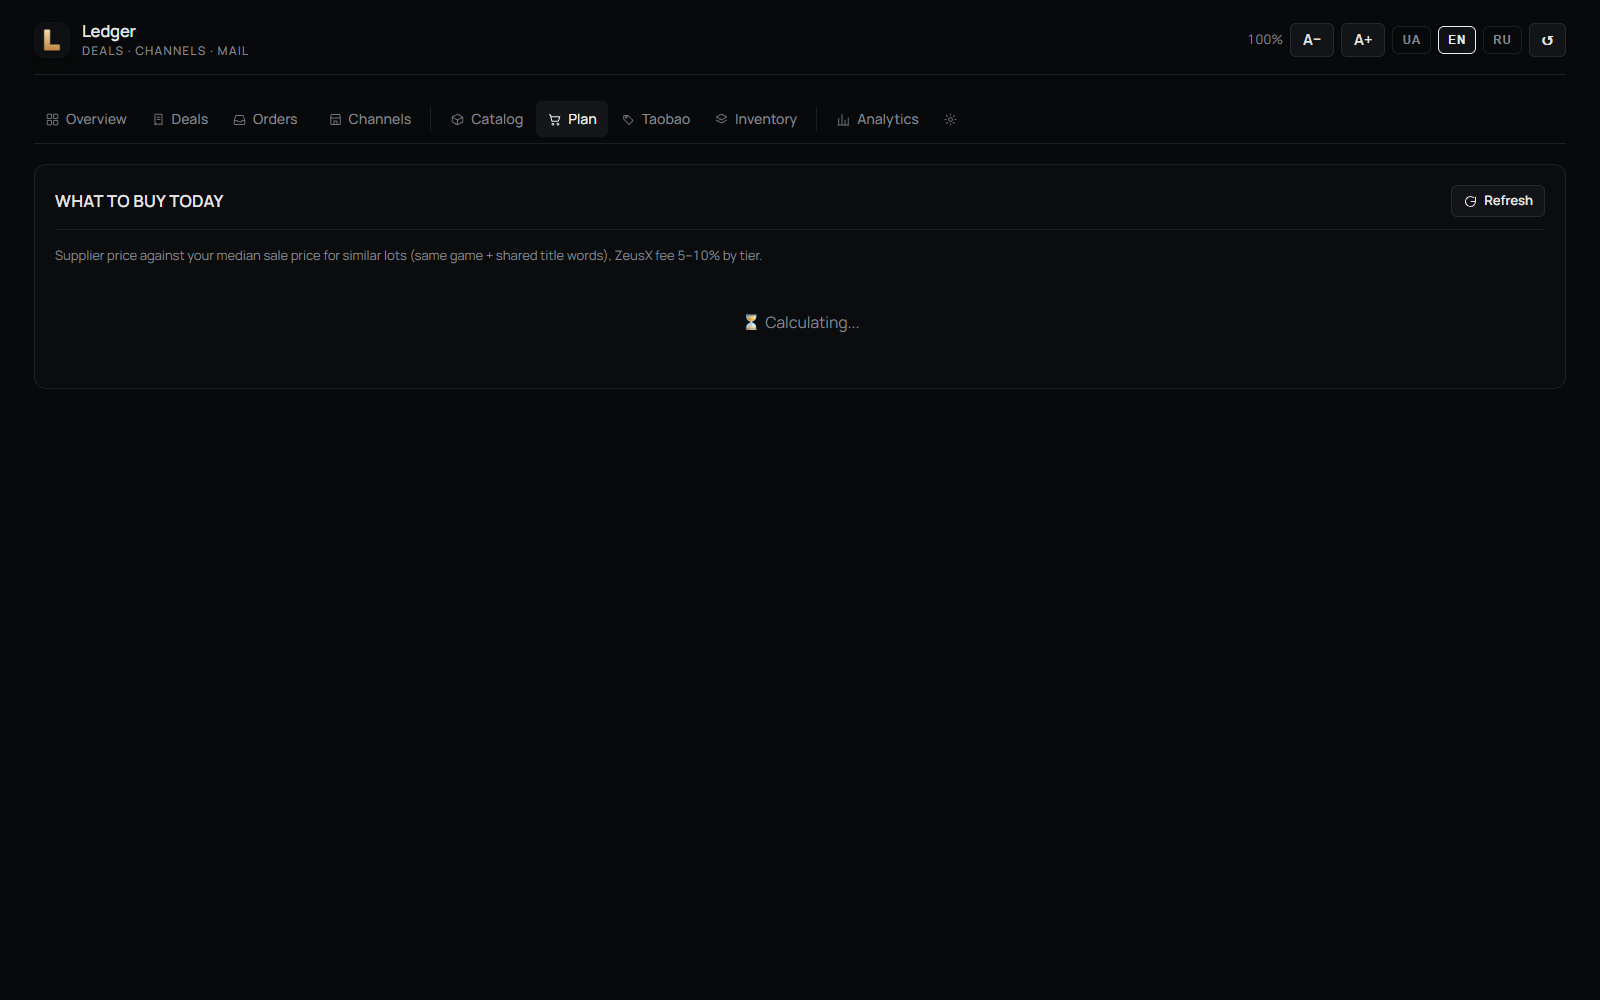 Ledger
DEALS · CHANNELS · MAIL
100% A− A+ UA EN RU ↺
Overview Deals Orders Channels Catalog Plan Taobao Inventory Analytics
WHAT TO BUY TODAY
Refresh
Supplier price against your median sale price for similar lots (same game + shared title words), ZeusX fee 5–10% by tier.
⏳ Calculating...